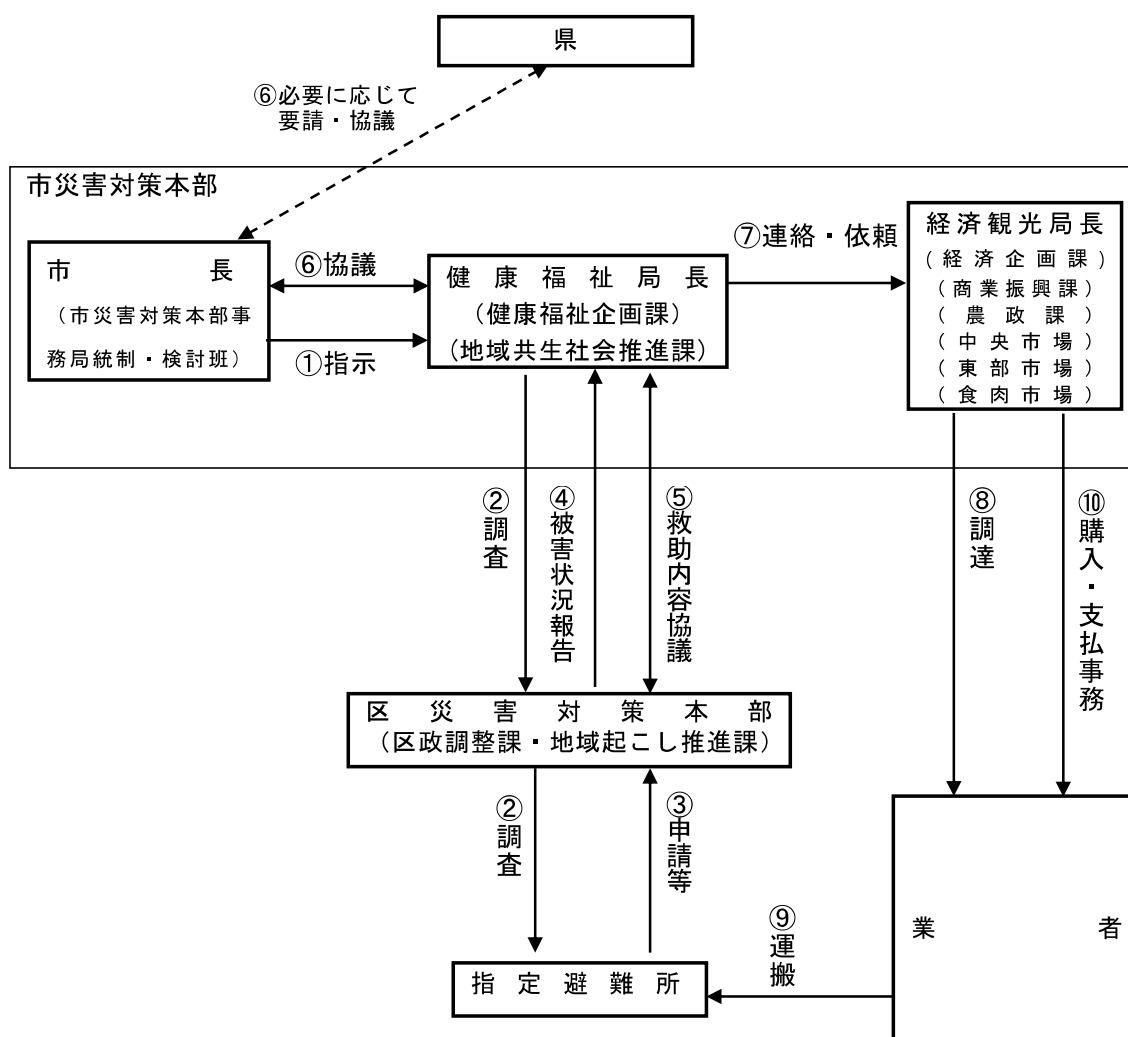 県
⑥必要に応じて
要請・協議
市災害対策本部
市長
（市災害対策本部事
務局統制・検討班）
⑥協議
①指示
健康福祉局長
（健康福祉企画課）
（地域共生社会推進課）
⑦連絡・依頼
経済観光局長
（経済企画課）
（商業振興課）
（農政課）
（中央市場）
（東部市場）
（食肉市場）
②調査
④被害状況報告
⑤救助内容協議
⑧調達
⑩購入・支払事務
区災害対策本部
（区政調整課・地域起こし推進課）
②調査
③申請等
指定避難所
⑨運搬
業者